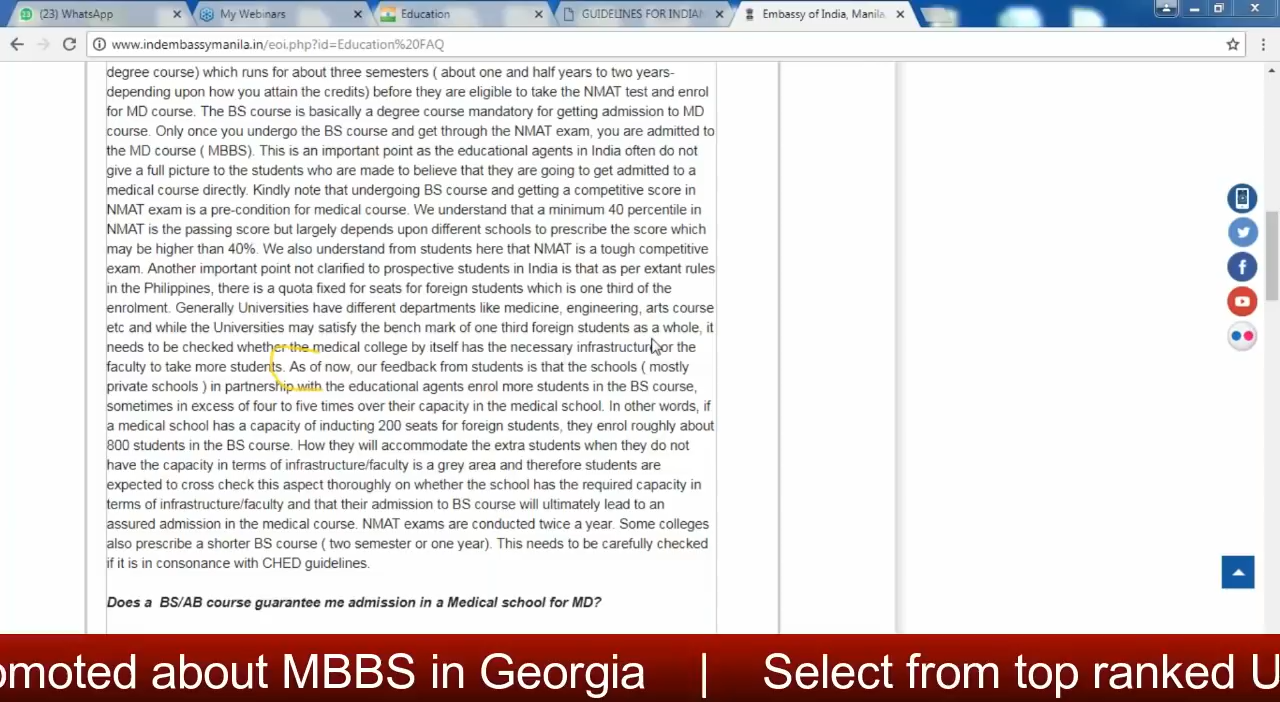 (23) WhatsApp
My Webinars
Education
GUIDELINES FOR INDIAN
Embassy of India, Manila,
www.indembassymanila.in/eoi.php?id=Education%20FAQ
degree course) which runs for about three semesters ( about one and half years to two years-
depending upon how you attain the credits) before they are eligible to take the NMAT test and enrol
for MD course. The BS course is basically a degree course mandatory for getting admission to MD
course. Only once you undergo the BS course and get through the NMAT exam, you are admitted to
the MD course ( MBBS). This is an important point as the educational agents in India often do not
give a full picture to the students who are made to believe that they are going to get admitted to a
medical course directly. Kindly note that undergoing BS course and getting a competitive score in
NMAT exam is a pre-condition for medical course. We understand that a minimum 40 percentile in
NMAT is the passing score but largely depends upon different schools to prescribe the score which
may be higher than 40%. We also understand from students here that NMAT is a tough competitive
exam. Another important point not clarified to prospective students in India is that as per extant rules
in the Philippines, there is a quota fixed for seats for foreign students which is one third of the
enrolment. Generally Universities have different departments like medicine, engineering, arts course
etc and while the Universities may satisfy the bench mark of one third foreign students as a whole, it
needs to be checked whether the medical college by itself has the necessary infrastructure or the
faculty to take more students. As of now, our feedback from students is that the schools ( mostly
private schools ) in partnership with the educational agents enrol more students in the BS course,
sometimes in excess of four to five times over their capacity in the medical school. In other words, if
a medical school has a capacity of inducting 200 seats for foreign students, they enrol roughly about
800 students in the BS course. How they will accommodate the extra students when they do not
have the capacity in terms of infrastructure/faculty is a grey area and therefore students are
expected to cross check this aspect thoroughly on whether the school has the required capacity in
terms of infrastructure/faculty and that their admission to BS course will ultimately lead to an
assured admission in the medical course. NMAT exams are conducted twice a year. Some colleges
also prescribe a shorter BS course ( two semester or one year). This needs to be carefully checked
if it is in consonance with CHED guidelines.
Does a BS/AB course guarantee me admission in a Medical school for MD?
omoted about MBBS in Georgia | Select from top ranked U